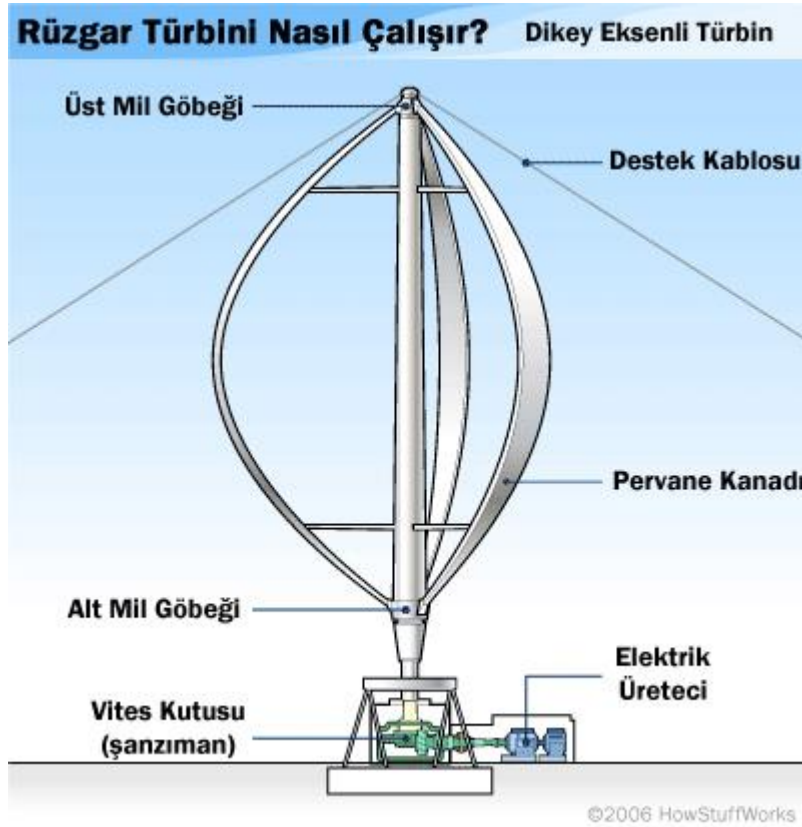 Rüzgar Türbini Nasıl Çalışır?
Dikey Eksenli Türbin
Üst Mil Göbeği
Destek Kablosu
Pervane Kanadı
Alt Mil Göbeği
Elektrik
Üreteci
Vites Kutusu
(şanzıman)
©2006 HowStuffWorks